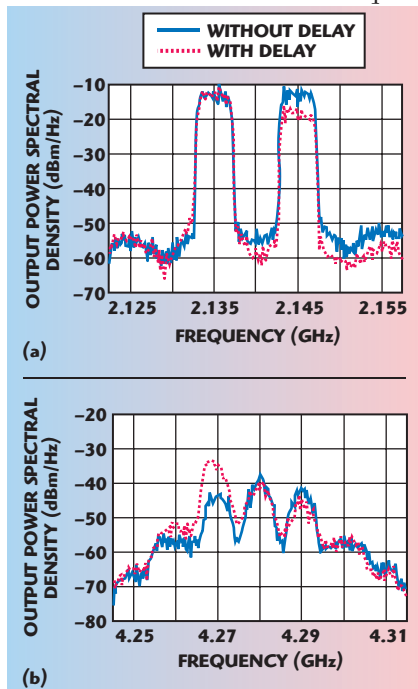 WITHOUT DELAY
WITH DELAY
–10
–20
–30
–40
–50
–60
–70
OUTPUT POWER SPECTRAL
DENSITY (dBm/Hz)
2.125 2.135 2.145 2.155
FREQUENCY (GHz)
(a)
–20
–30
–40
–50
–60
–70
–80
OUTPUT POWER SPECTRAL
DENSITY (dBm/Hz)
4.25 4.27 4.29 4.31
FREQUENCY (GHz)
(b)